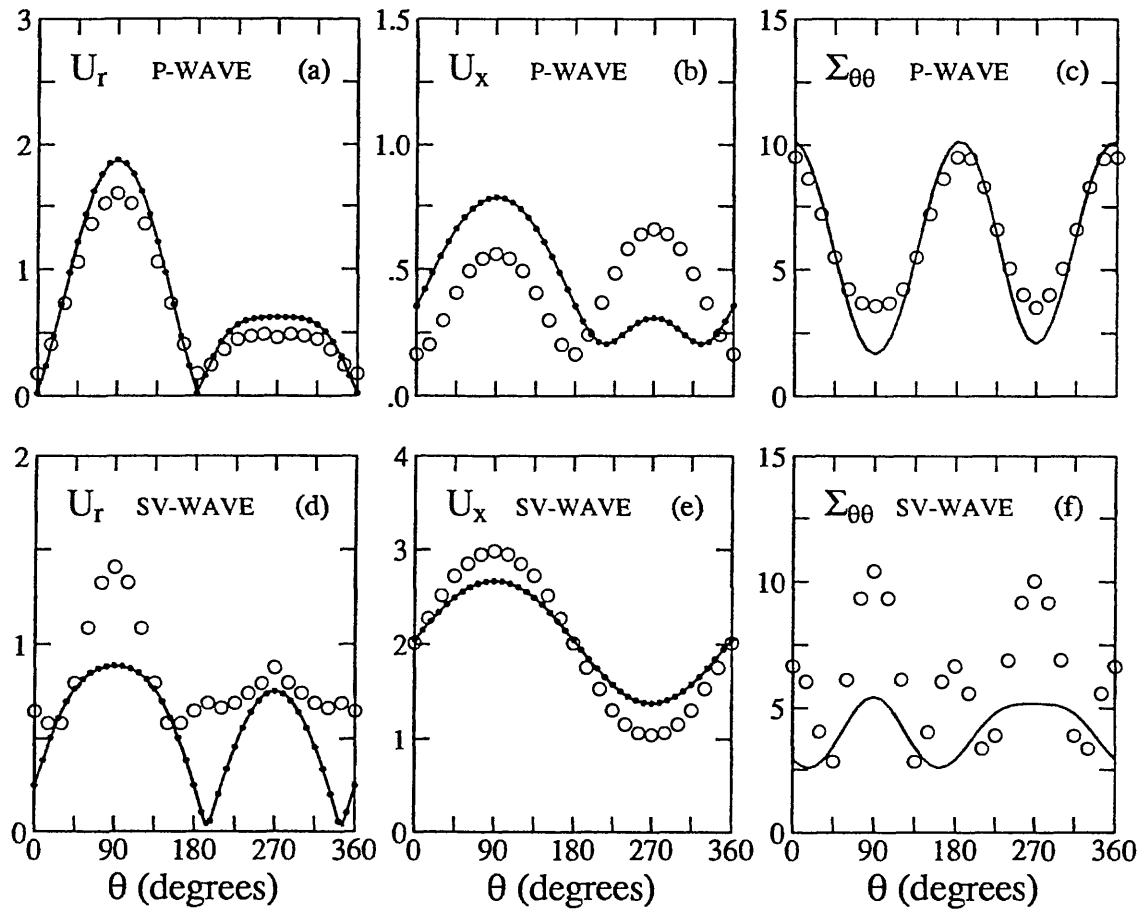 3
2
1
0
U_r P-WAVE (a)
1.5
1.0
.5
.0
U_x P-WAVE (b)
15
10
5
0
Σ_θθ P-WAVE (c)
2
1
0
U_r SV-WAVE (d)
4
3
2
1
0
U_x SV-WAVE (e)
15
10
5
0
Σ_θθ SV-WAVE (f)
0 90 180 270 360
0 90 180 270 360
0 90 180 270 360
θ (degrees)
θ (degrees)
θ (degrees)